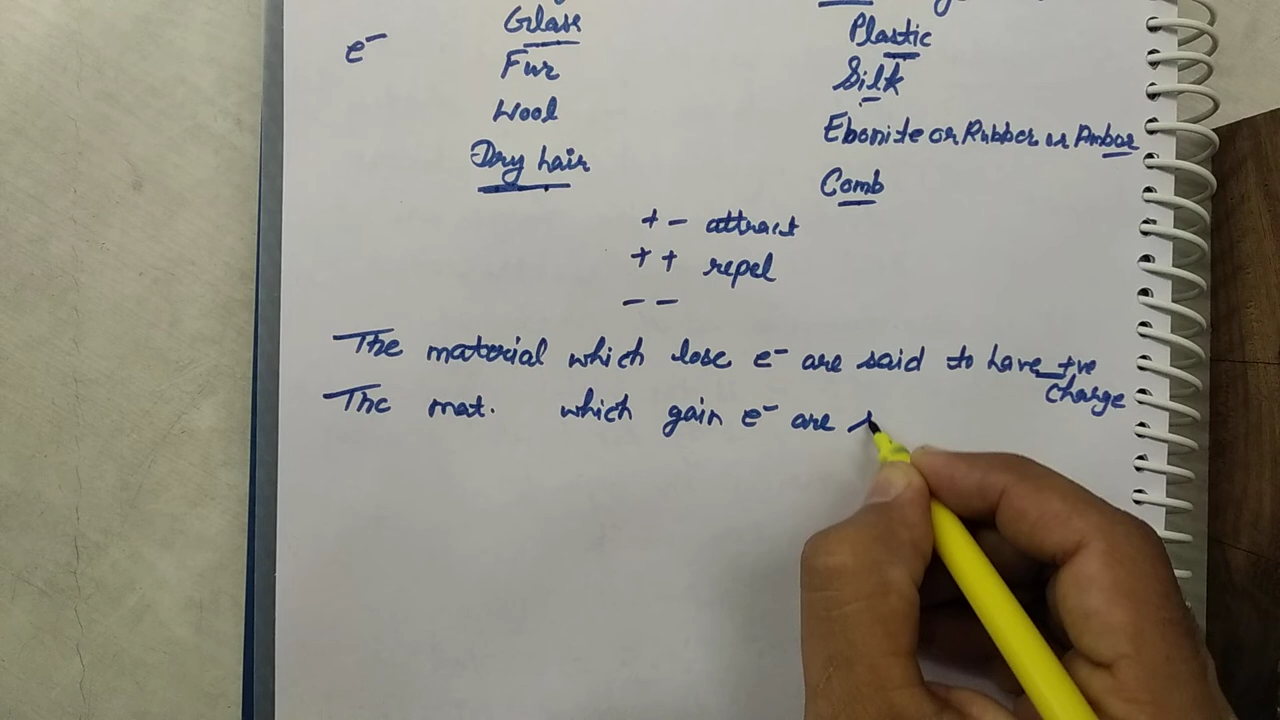 Glass Plastic
e⁻
Fur Silk
Wool Ebonite or Rubber or Ambar
Dry hair Comb
+ - attract
+ + repel
- -
The material which lose e⁻ are said to have +ve
charge
The mat. which gain e⁻ are s